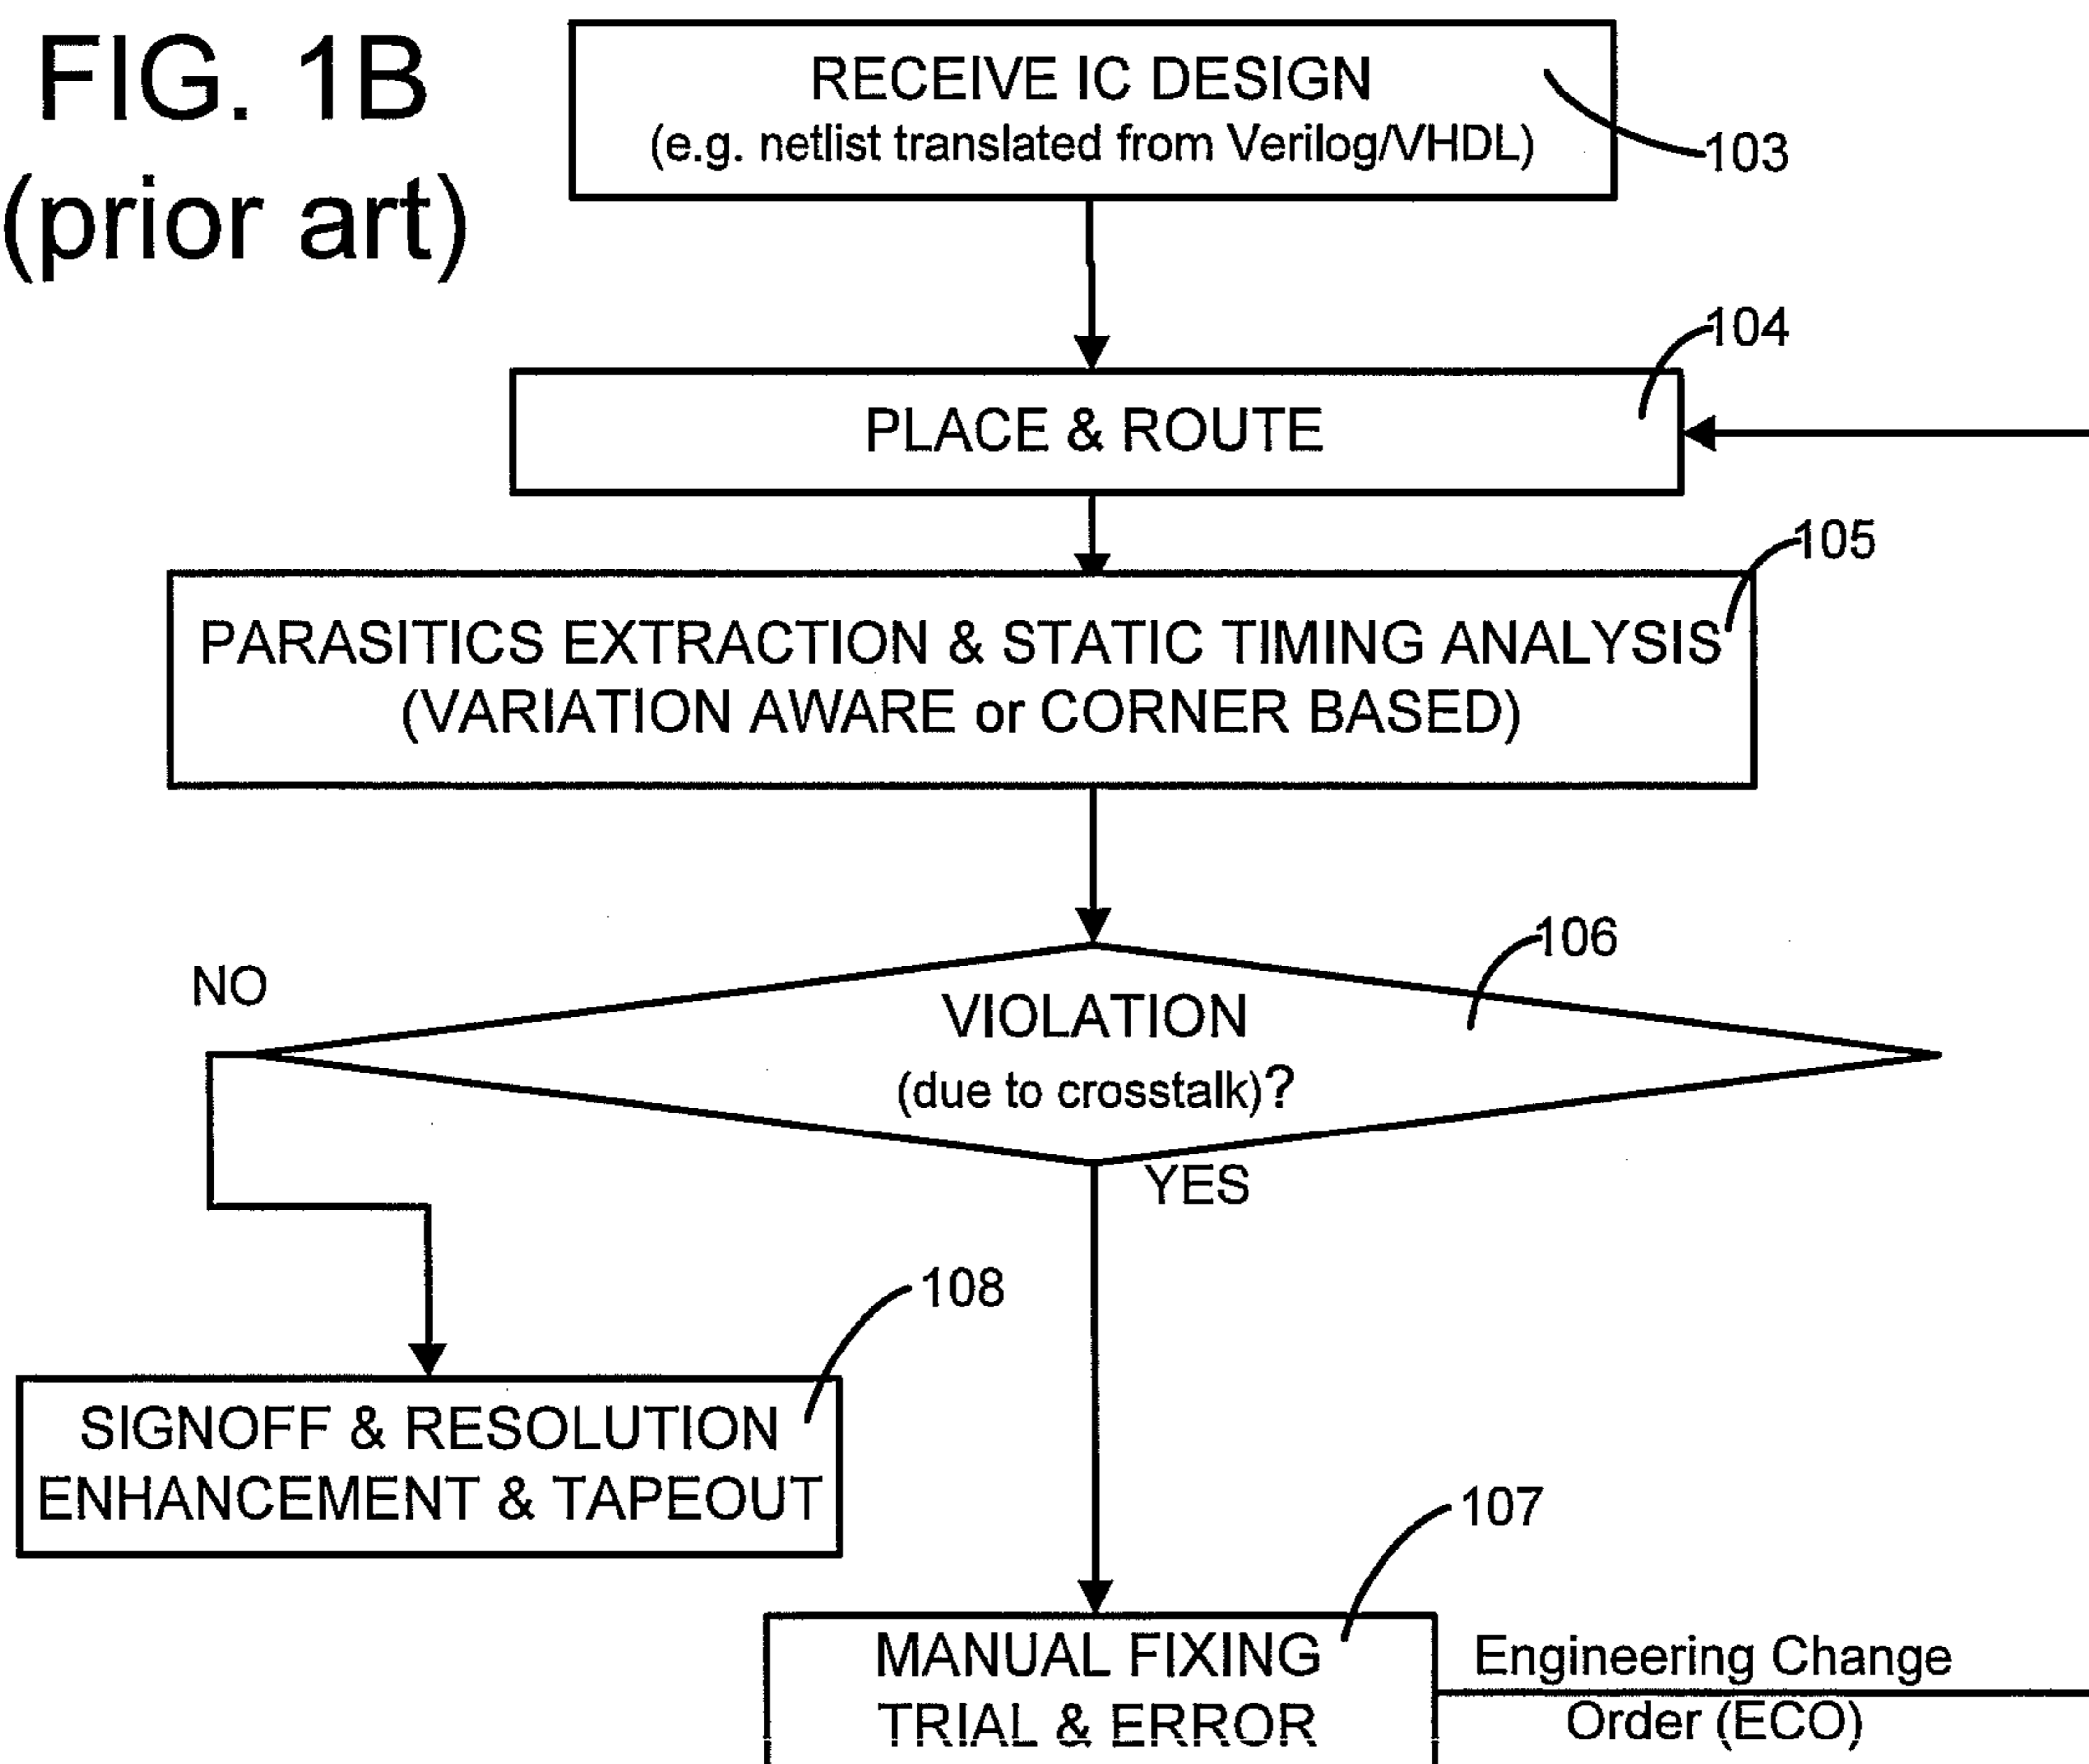 FIG. 1B
(prior art)
RECEIVE IC DESIGN
(e.g. netlist translated from Verilog/VHDL)
103
104
PLACE & ROUTE
105
PARASITICS EXTRACTION & STATIC TIMING ANALYSIS
(VARIATION AWARE or CORNER BASED)
106
NO
VIOLATION
(due to crosstalk)?
YES
108
SIGNOFF & RESOLUTION
ENHANCEMENT & TAPEOUT
107
MANUAL FIXING
TRIAL & ERROR
Engineering Change
Order (ECO)